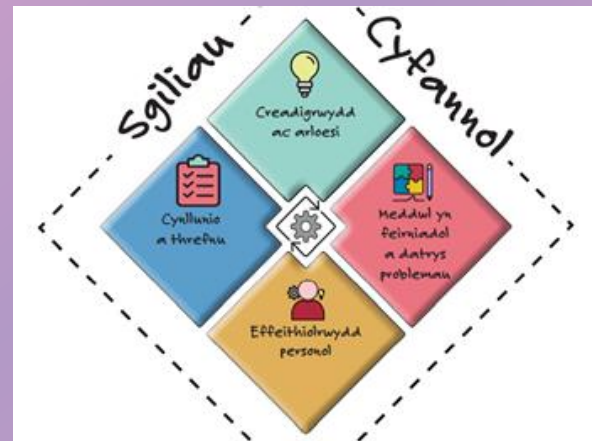 Sgiliau
Cyfannol
Creadigrwydd
ac arloesi
Cynllunio
a threfnu
Meddwl yn
feirniadol
a datrys
problemau
Effeithiolrwydd
personol